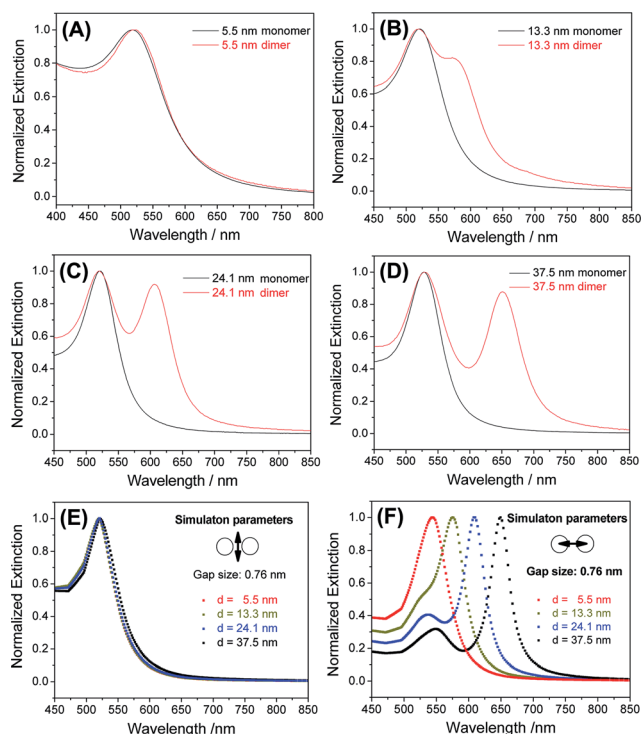 (A)
5.5 nm monomer
5.5 nm dimer
Normalized Extinction
1.0
0.8
0.6
0.4
0.2
0.0
400 450 500 550 600 650 700 750 800
Wavelength / nm
(B)
13.3 nm monomer
13.3 nm dimer
Normalized Extinction
1.0
0.8
0.6
0.4
0.2
0.0
450 500 550 600 650 700 750 800 850
Wavelength / nm
(C)
24.1 nm monomer
24.1 nm dimer
Normalized Extinction
1.0
0.8
0.6
0.4
0.2
0.0
450 500 550 600 650 700 750 800 850
Wavelength / nm
(D)
37.5 nm monomer
37.5 nm dimer
Normalized Extinction
1.0
0.8
0.6
0.4
0.2
0.0
450 500 550 600 650 700 750 800 850
Wavelength / nm
(E)
Simulaton parameters
Gap size: 0.76 nm
d = 5.5 nm
d = 13.3 nm
d = 24.1 nm
d = 37.5 nm
Normalized Extinction
1.0
0.8
0.6
0.4
0.2
0.0
450 500 550 600 650 700 750 800 850
Wavelength /nm
(F)
Simulaton parameters
Gap size: 0.76 nm
d = 5.5 nm
d = 13.3 nm
d = 24.1 nm
d = 37.5 nm
Normalized Extinction
1.0
0.8
0.6
0.4
0.2
0.0
450 500 550 600 650 700 750 800 850
Wavelength /nm